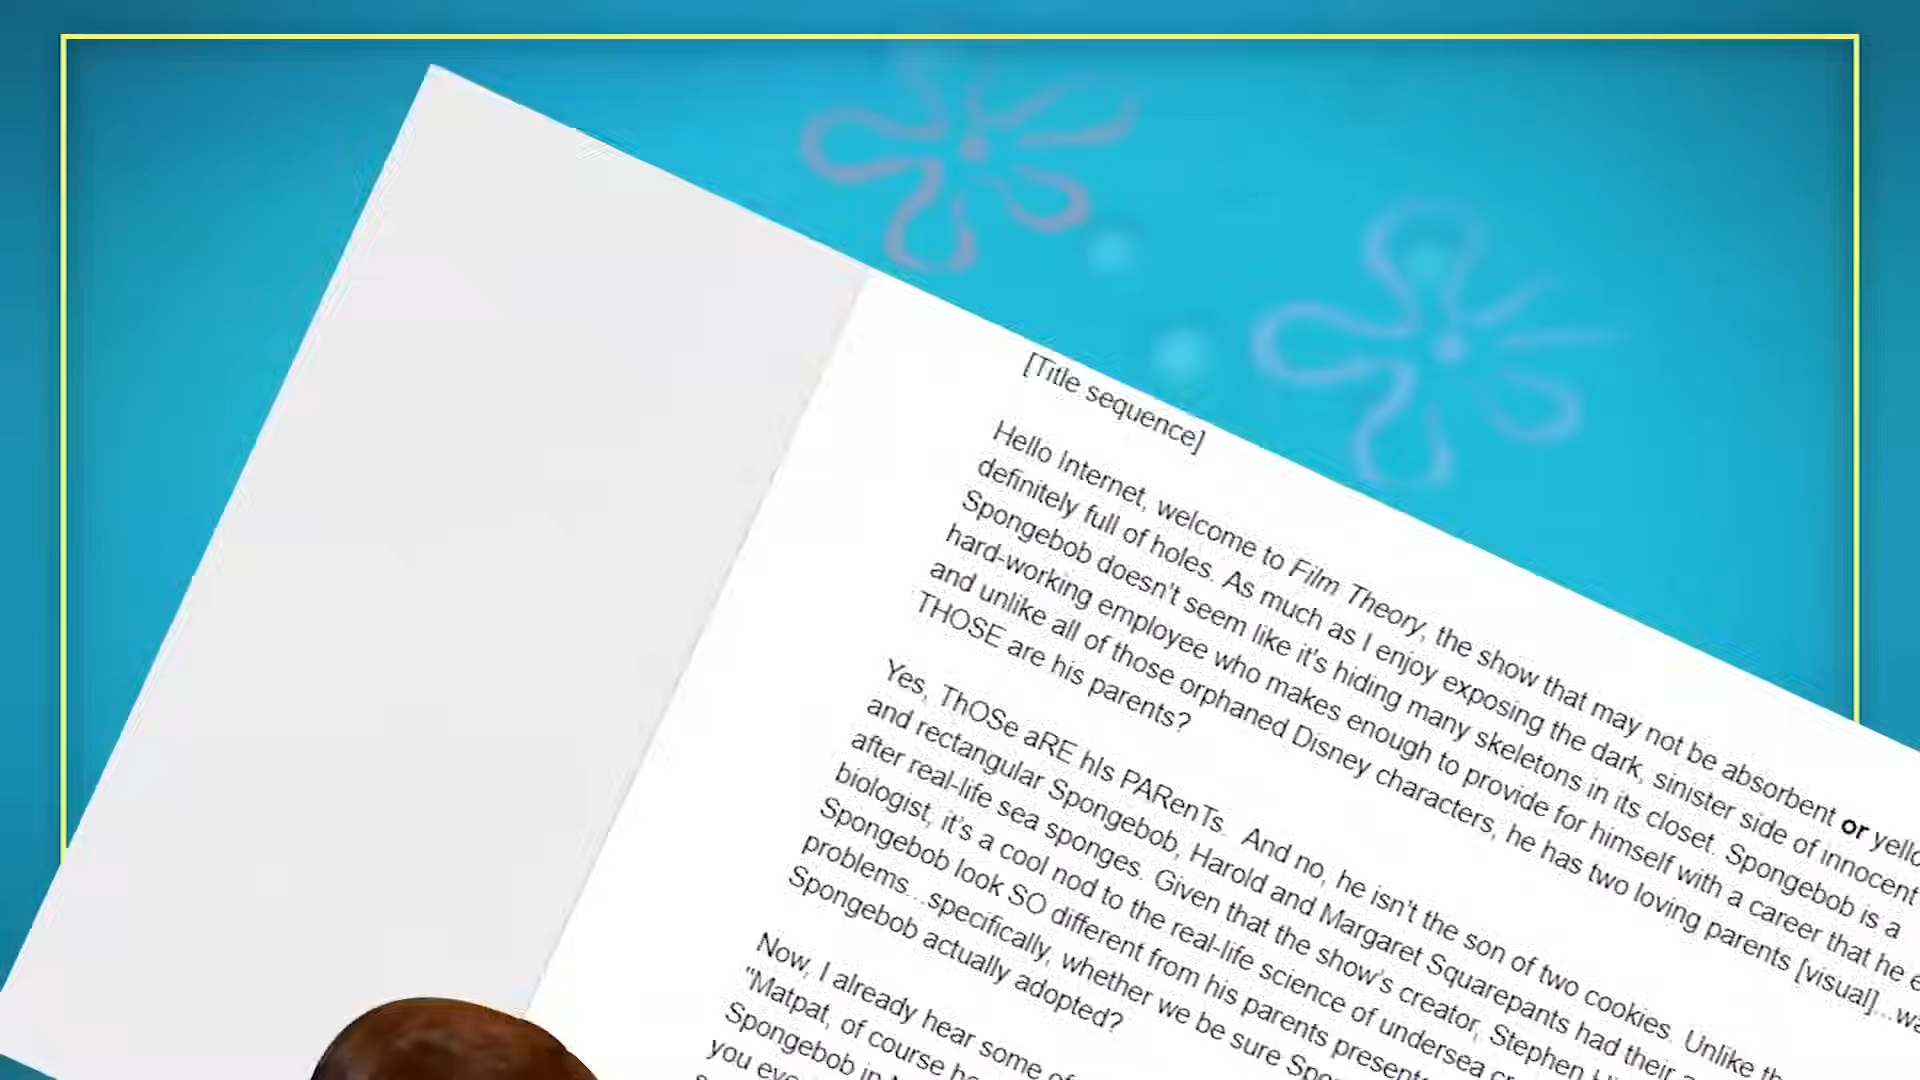 [Title sequence]
Hello Internet, welcome to Film Theory, the show that may not be absorbent or
definitely full of holes. As much as I enjoy exposing the dark, sinister side of innocent
Spongebob doesn't seem like it's hiding many skeletons in its closet. Spongebob is a
hard-working employee who makes enough to provide for himself with a career that he
and unlike all of those orphaned Disney characters, he has two loving parents [visual]...
THOSE are his parents?
Yes, ThOSe aRE hIs PARenTs. And no, he isn't the son of two cookies. Unlike
and rectangular Spongebob, Harold and Margaret Squarepants had their
after real-life sea sponges. Given that the show's creator, Stephen
biologist, it's a cool nod to the real-life science of undersea
Spongebob look SO different from his parents
problems...specifically, whether we be sure
Spongebob actually adopted?
Now, I already hear some of
"Matpat, of course
Spongebob in
you